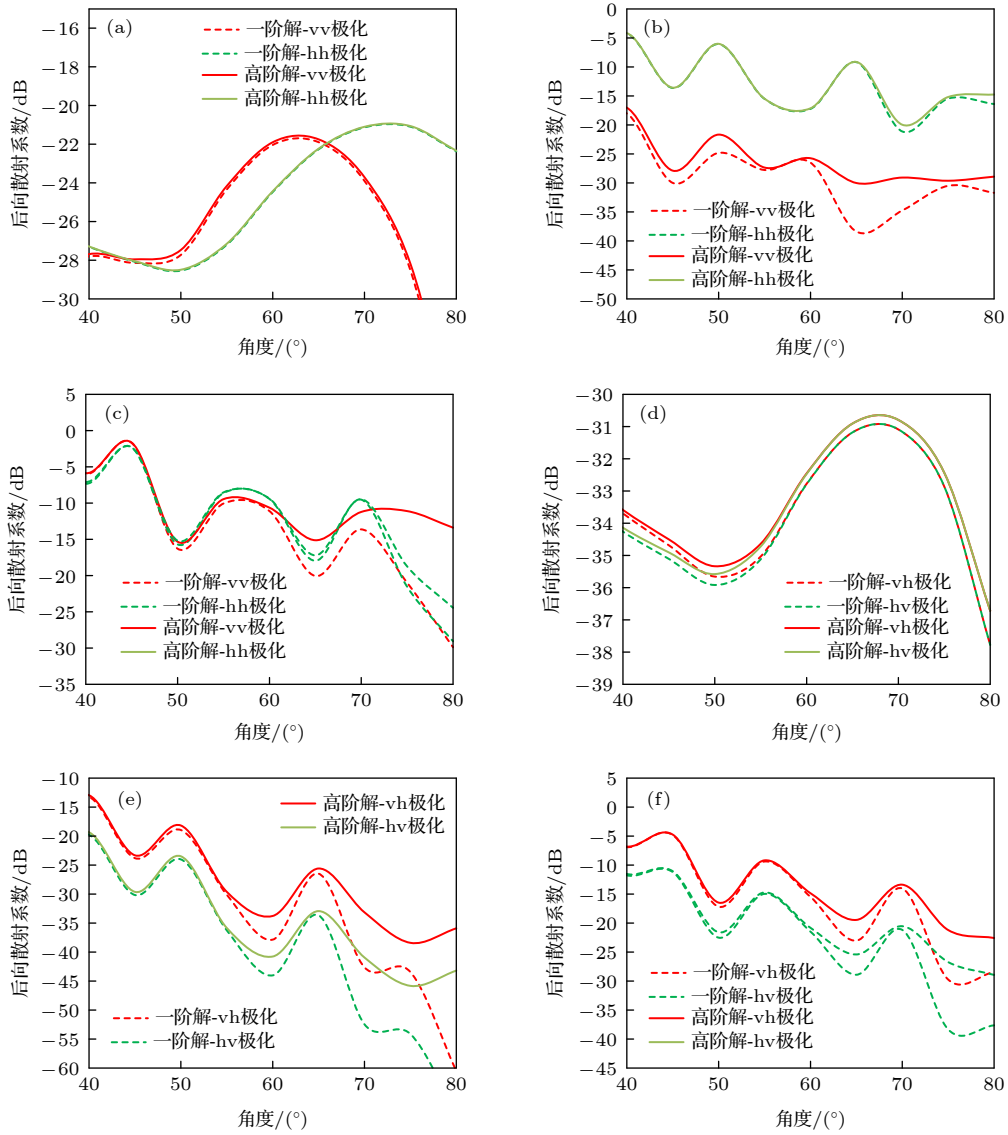 (a)
一阶解-vv极化
一阶解-hh极化
高阶解-vv极化
高阶解-hh极化
−16
−18
−20
−22
−24
−26
−28
−30
后向散射系数/dB
40 50 60 70 80
角度/(°)
(b)
0
−5
−10
−15
−20
−25
−30
−35
−40
−45
−50
后向散射系数/dB
一阶解-vv极化
一阶解-hh极化
高阶解-vv极化
高阶解-hh极化
40 50 60 70 80
角度/(°)
(c)
5
0
−5
−10
−15
−20
−25
−30
−35
后向散射系数/dB
一阶解-vv极化
一阶解-hh极化
高阶解-vv极化
高阶解-hh极化
40 50 60 70 80
角度/(°)
(d)
−30
−31
−32
−33
−34
−35
−36
−37
−38
−39
后向散射系数/dB
一阶解-vh极化
一阶解-hv极化
高阶解-vh极化
高阶解-hv极化
40 50 60 70 80
角度/(°)
(e)
高阶解-vh极化
高阶解-hv极化
−10
−15
−20
−25
−30
−35
−40
−45
−50
−55
−60
后向散射系数/dB
一阶解-vh极化
一阶解-hv极化
40 50 60 70 80
角度/(°)
(f)
5
0
−5
−10
−15
−20
−25
−30
−35
−40
−45
后向散射系数/dB
一阶解-vh极化
一阶解-hv极化
高阶解-vh极化
高阶解-hv极化
40 50 60 70 80
角度/(°)